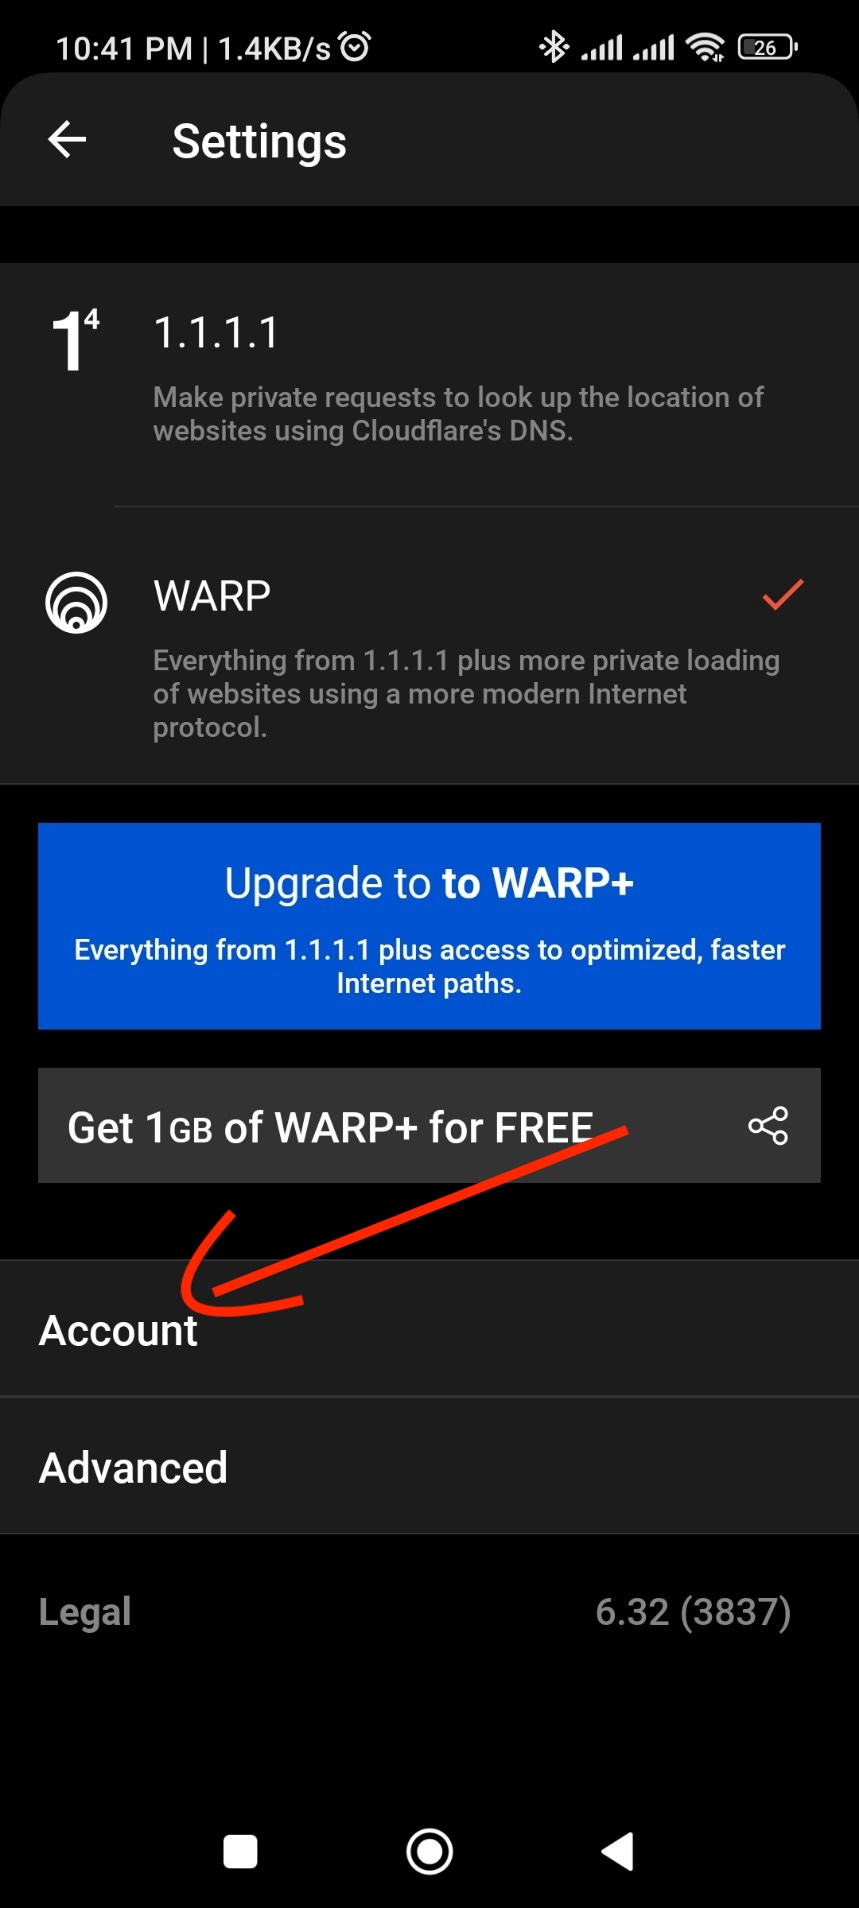 10:41 PM | 1.4KB/s 26
Settings
1⁴ 1.1.1.1
Make private requests to look up the location of
websites using Cloudflare's DNS.
WARP
Everything from 1.1.1.1 plus more private loading
of websites using a more modern Internet
protocol.
Upgrade to to WARP+
Everything from 1.1.1.1 plus access to optimized, faster
Internet paths.
Get 1GB of WARP+ for FREE
Account
Advanced
Legal 6.32 (3837)